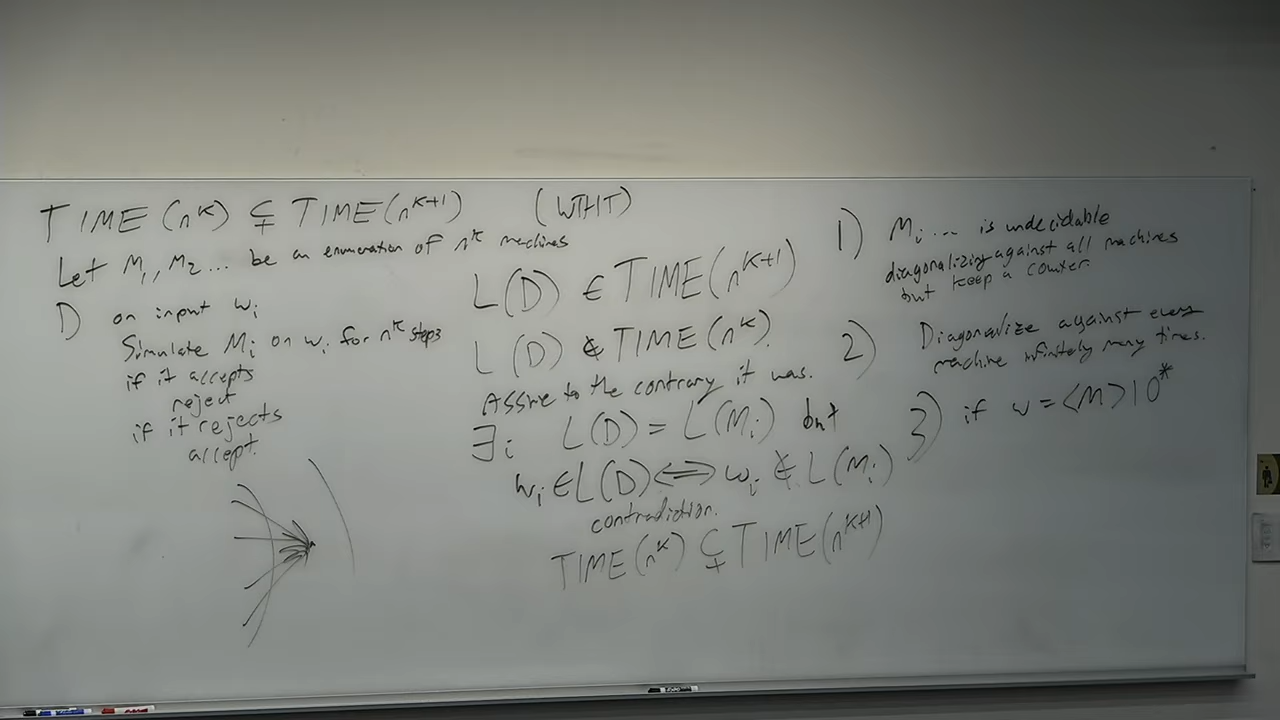 TIME(n^k) ⊊ TIME(n^{k+1}) (WTHIT)
Let M₁, M₂... be an enumeration of n^k machines
D on input wᵢ
Simulate Mᵢ on wᵢ for n^k steps
if it accepts
reject
if it rejects
accept.
L(D) ∈ TIME(n^{k+1})
L(D) ∉ TIME(n^k).
Assume to the contrary it was.
∃i L(D) = L(Mᵢ) but
wᵢ ∈ L(D) ⟺ wᵢ ∉ L(Mᵢ)
contradiction.
TIME(n^k) ⊊ TIME(n^{k+1})
1) Mᵢ... is undecidable
diagonalizing against all machines
but keep a counter.
2) Diagonalize against every
machine infinitely many times.
3) if w = <M>10*